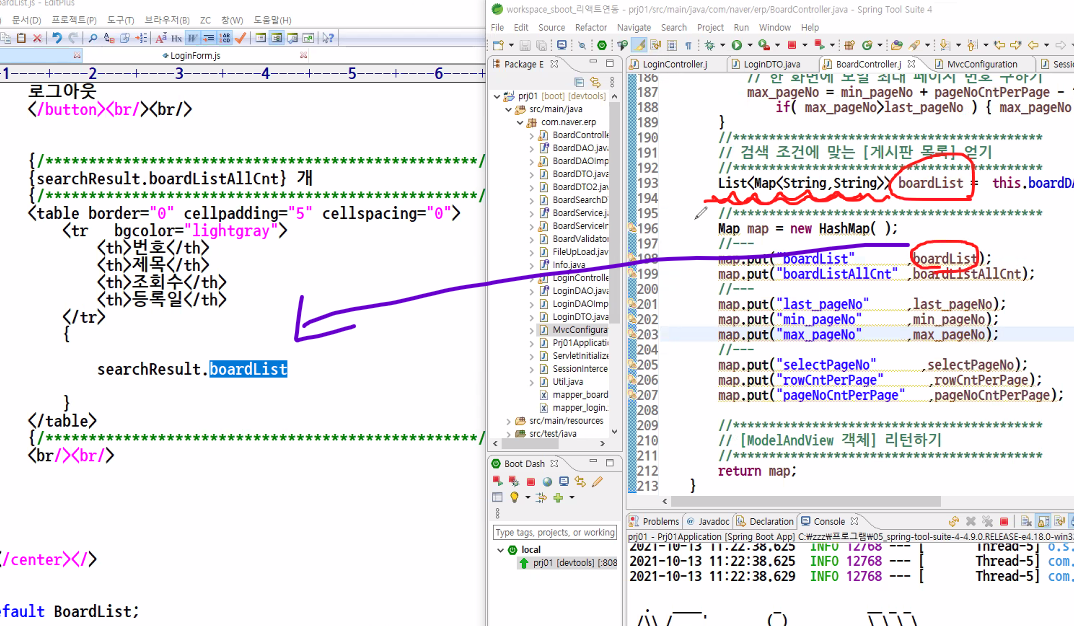 dList.js - EditPlus
문서(D) 프로젝트(P) 도구(T) 브라우저(B) ZC 창(W) 도움말(H)
LoginForm.js
로그아웃
</button><br/><br/>
{/************************************************/
{searchResult.boardListAllCnt} 개
{/************************************************/
<table border="0" cellpadding="5" cellspacing="0">
<tr bgcolor="lightgray">
<th>번호</th>
<th>제목</th>
<th>조회수</th>
<th>등록일</th>
</tr>
{
searchResult.boardList
}
</table>
{/************************************************/
<br/><br/>
/center></>
efault BoardList;
workspace_sboot_리액트연동 - prj01/src/main/java/com/naver/erp/BoardController.java - Spring Tool Suite 4
File Edit Source Refactor Navigate Search Project Run Window Help
Package E
prj01 [boot] [devtools]
src/main/java
com.naver.erp
BoardControlle
BoardDAO.jav
BoardDAOImp
BoardDTO.java
BoardDTO2.jav
BoardSearchD
BoardService.j
BoardServiceIn
BoardValidator
FileUpLoad.jav
Info.java
LoginControlle
LoginDAO.java
LoginDAOImp
LoginDTO.java
MvcConfigura
Prj01Applicatio
ServletInitialize
SessionInterce
Util.java
mapper_board
mapper_login.
src/main/resources
src/test/java
Boot Dash
Type tags, projects, or working
local
prj01 [devtools] [:808
LoginController.j
LoginDTO.java
BoardController.j
MvcConfiguration
Sessio
186 // 한 화면에 보일 최대 페이지 번호 구하기
187 max_pageNo = min_pageNo + pageNoCntPerPage -
188 if( max_pageNo>last_pageNo ) { max_pageNo
189 }
190 //*******************************************
191 // 검색 조건에 맞는 [게시판 목록] 얻기
192 //*******************************************
193 List<Map<String,String>> boardList = this.boardDA
194
195 //*******************************************
196 Map map = new HashMap( );
197 //---
198 map.put("boardList" ,boardList);
199 map.put("boardListAllCnt" ,boardListAllCnt);
200 //---
201 map.put("last_pageNo" ,last_pageNo);
202 map.put("min_pageNo" ,min_pageNo);
203 map.put("max_pageNo" ,max_pageNo);
204 //---
205 map.put("selectPageNo" ,selectPageNo);
206 map.put("rowCntPerPage" ,rowCntPerPage);
207 map.put("pageNoCntPerPage" ,pageNoCntPerPage);
208
209 //*******************************************
210 // [ModelAndView 객체] 리턴하기
211 //*******************************************
212 return map;
213 }
Problems Javadoc Declaration Console
prj01 - Prj01Application [Spring Boot App] C:₩zzz₩프로그램₩05_spring-tool-suite-4-4.9.0.RELEASE-e4.18.0-win3
2021-10-13 11:22:38.625 INFO 12768 --- [ Thread-5] o.s.
2021-10-13 11:22:38.625 INFO 12768 --- [ Thread-5] com.
2021-10-13 11:22:38.629 INFO 12768 --- [ Thread-5] com.